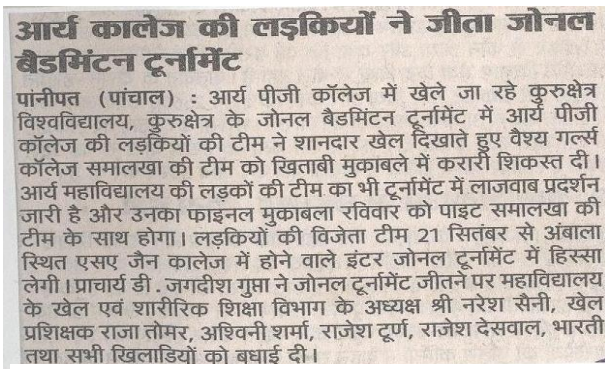 आर्य कालेज की लड़कियों ने जीता जोनल
बैडमिंटन टूर्नामेंट
पांनीपत (पांचाल) : आर्य पीजी कॉलेज में खेले जा रहे कुरुक्षेत्र
विश्वविद्यालय, कुरुक्षेत्र के जोनल बैडमिंटन टूर्नामेंट में आर्य पीजी
कॉलेज की लड़कियों की टीम ने शानदार खेल दिखाते हुए वैश्य गर्ल्स
कॉलेज समालखा की टीम को खिताबी मुकाबले में करारी शिकस्त दी।
आर्य महाविद्यालय की लड़कों की टीम का भी टूर्नामेंट में लाजवाब प्रदर्शन
जारी है और उनका फाइनल मुकाबला रविवार को पाइट समालखा की
टीम के साथ होगा। लड़कियों की विजेता टीम 21 सितंबर से अंबाला
स्थित एसए जैन कालेज में होने वाले इंटर जोनल टूर्नामेंट में हिस्सा
लेगी। प्राचार्य डी . जगदीश गुप्ता ने जोनल टूर्नामेंट जीतने पर महाविद्यालय
के खेल एवं शारीरिक शिक्षा विभाग के अध्यक्ष श्री नरेश सैनी, खेल
प्रशिक्षक राजा तोमर, अश्विनी शर्मा, राजेश टूर्ण, राजेश देसवाल, भारती
तथा सभी खिलाडियों को बधाई दी।